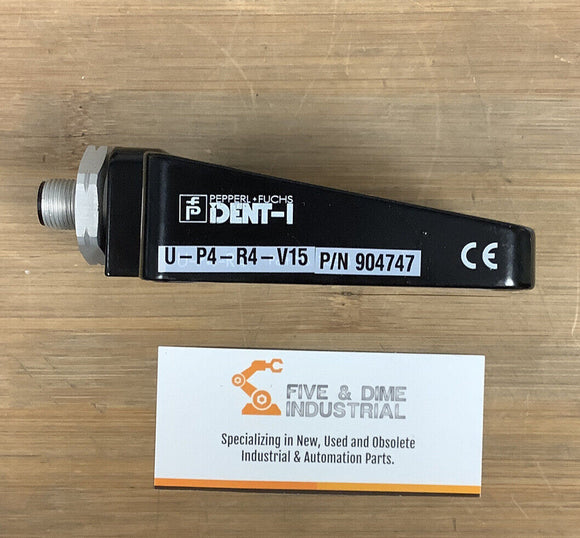 PEPPERL+FUCHS
iDENT-I
U-P4-R4-V15 P/N 904747
CE
FIVE & DIME
INDUSTRIAL
Specializing in New, Used and Obsolete
Industrial & Automation Parts.